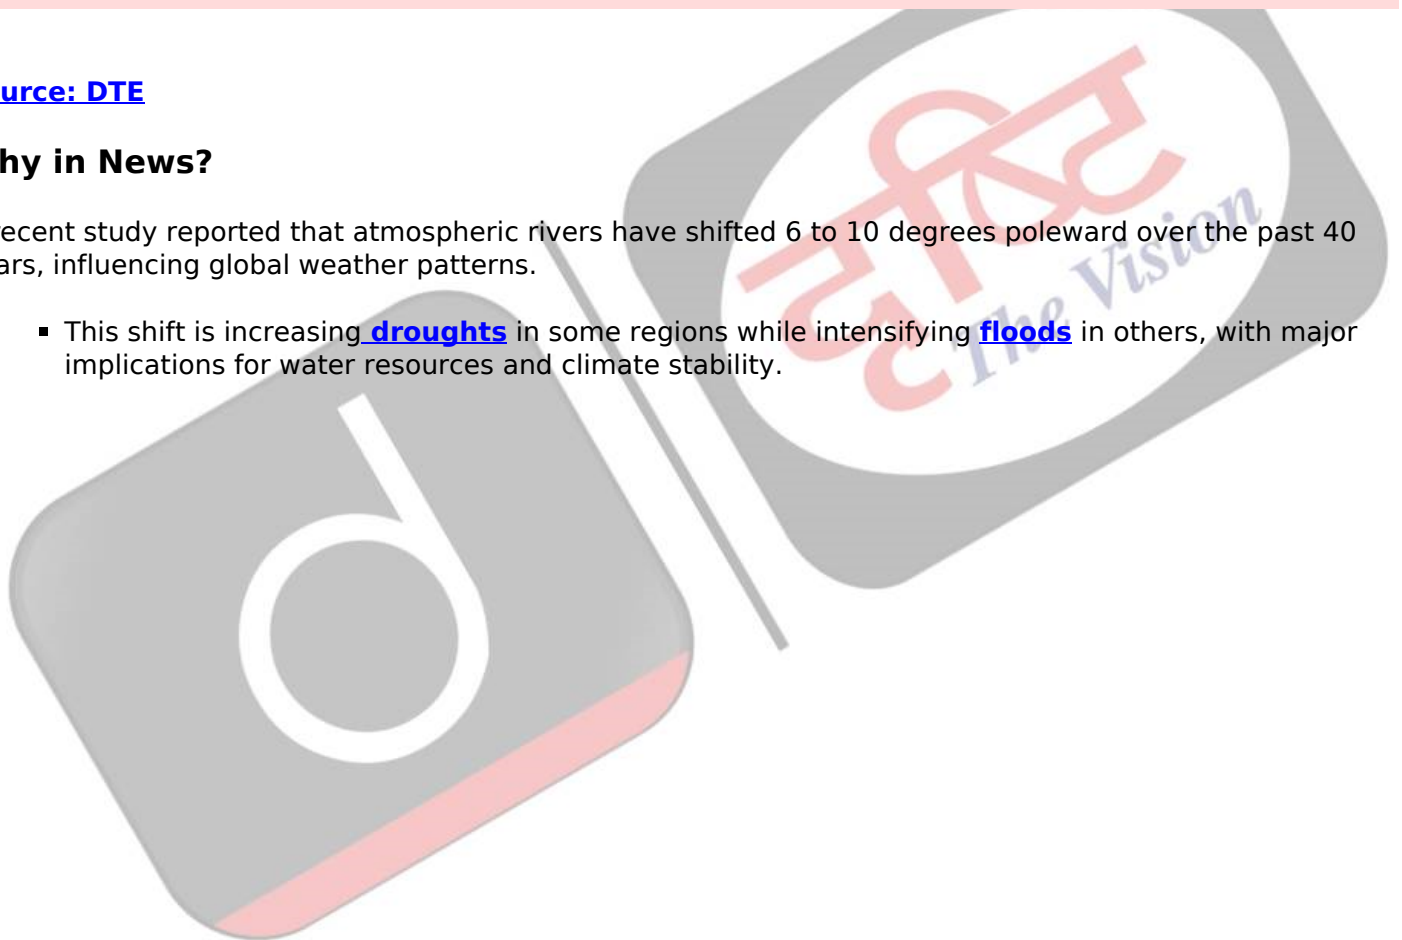 urce: DTE
hy in News?
recent study reported that atmospheric rivers have shifted 6 to 10 degrees poleward over the past 40
ars, influencing global weather patterns.
▪ This shift is increasing droughts in some regions while intensifying floods in others, with major
implications for water resources and climate stability.
दृष्टि
The Vision